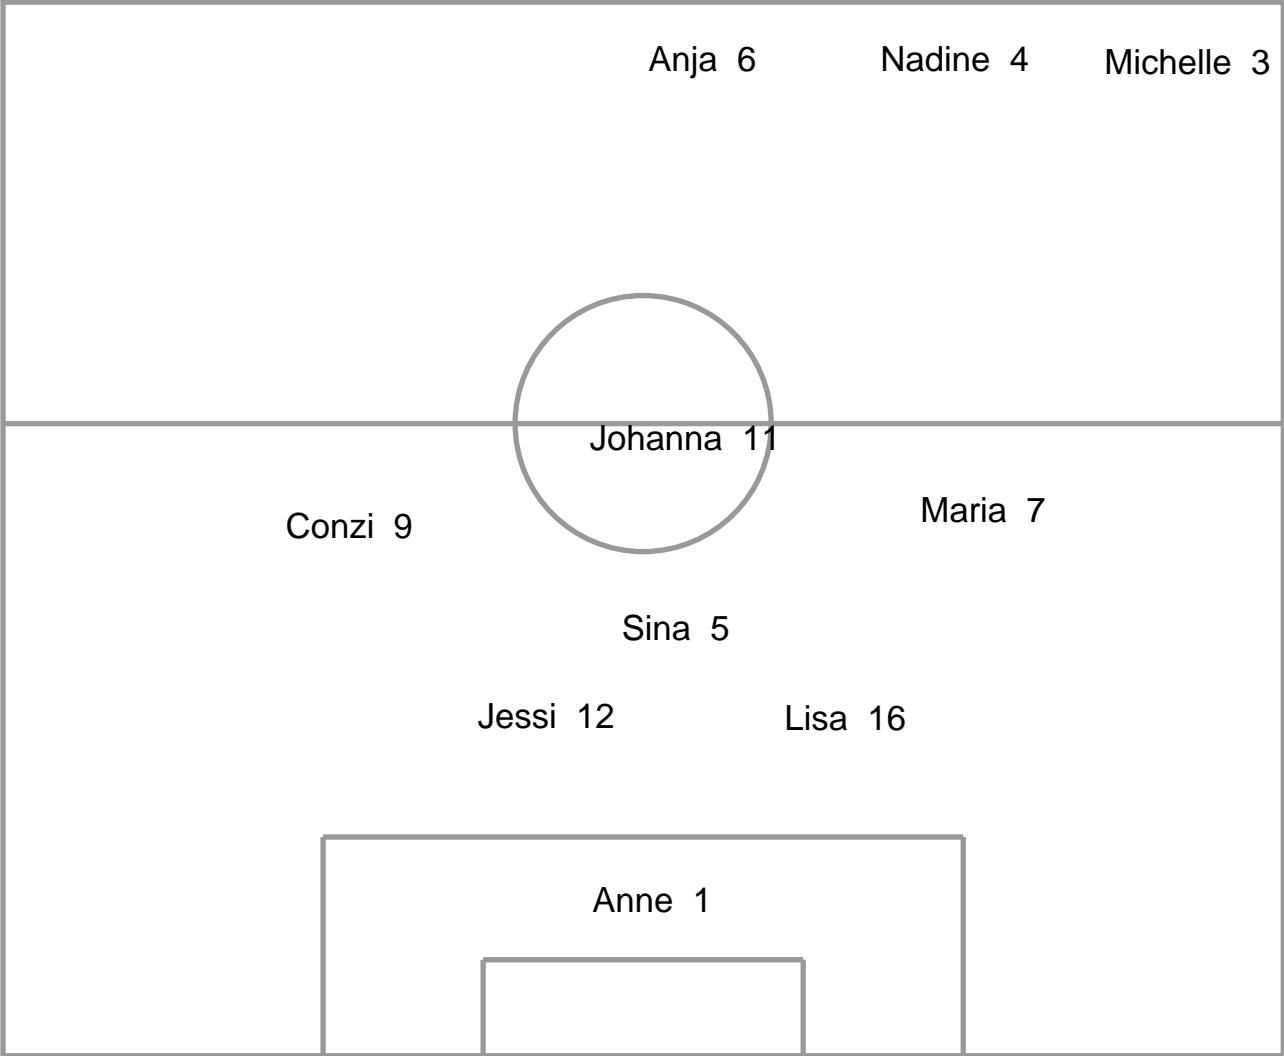 Anja 6
Nadine 4
Michelle 3
Johanna 11
Maria 7
Conzi 9
Sina 5
Jessi 12
Lisa 16
Anne 1